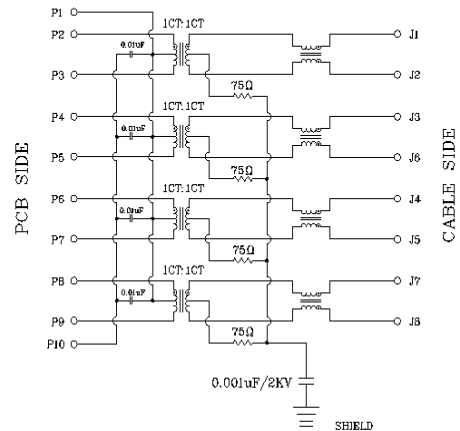 P1
P2
1CT:1CT
J1
0.01uF
P3
J2
75Ω
P4
1CT:1CT
J3
0.01uF
P5
J6
75Ω
P6
1CT:1CT
J4
0.01uF
P7
J5
75Ω
P8
1CT:1CT
J7
0.01uF
P9
J8
75Ω
P10
0.001uF/2KV
SHIELD
PCB SIDE
CABLE SIDE